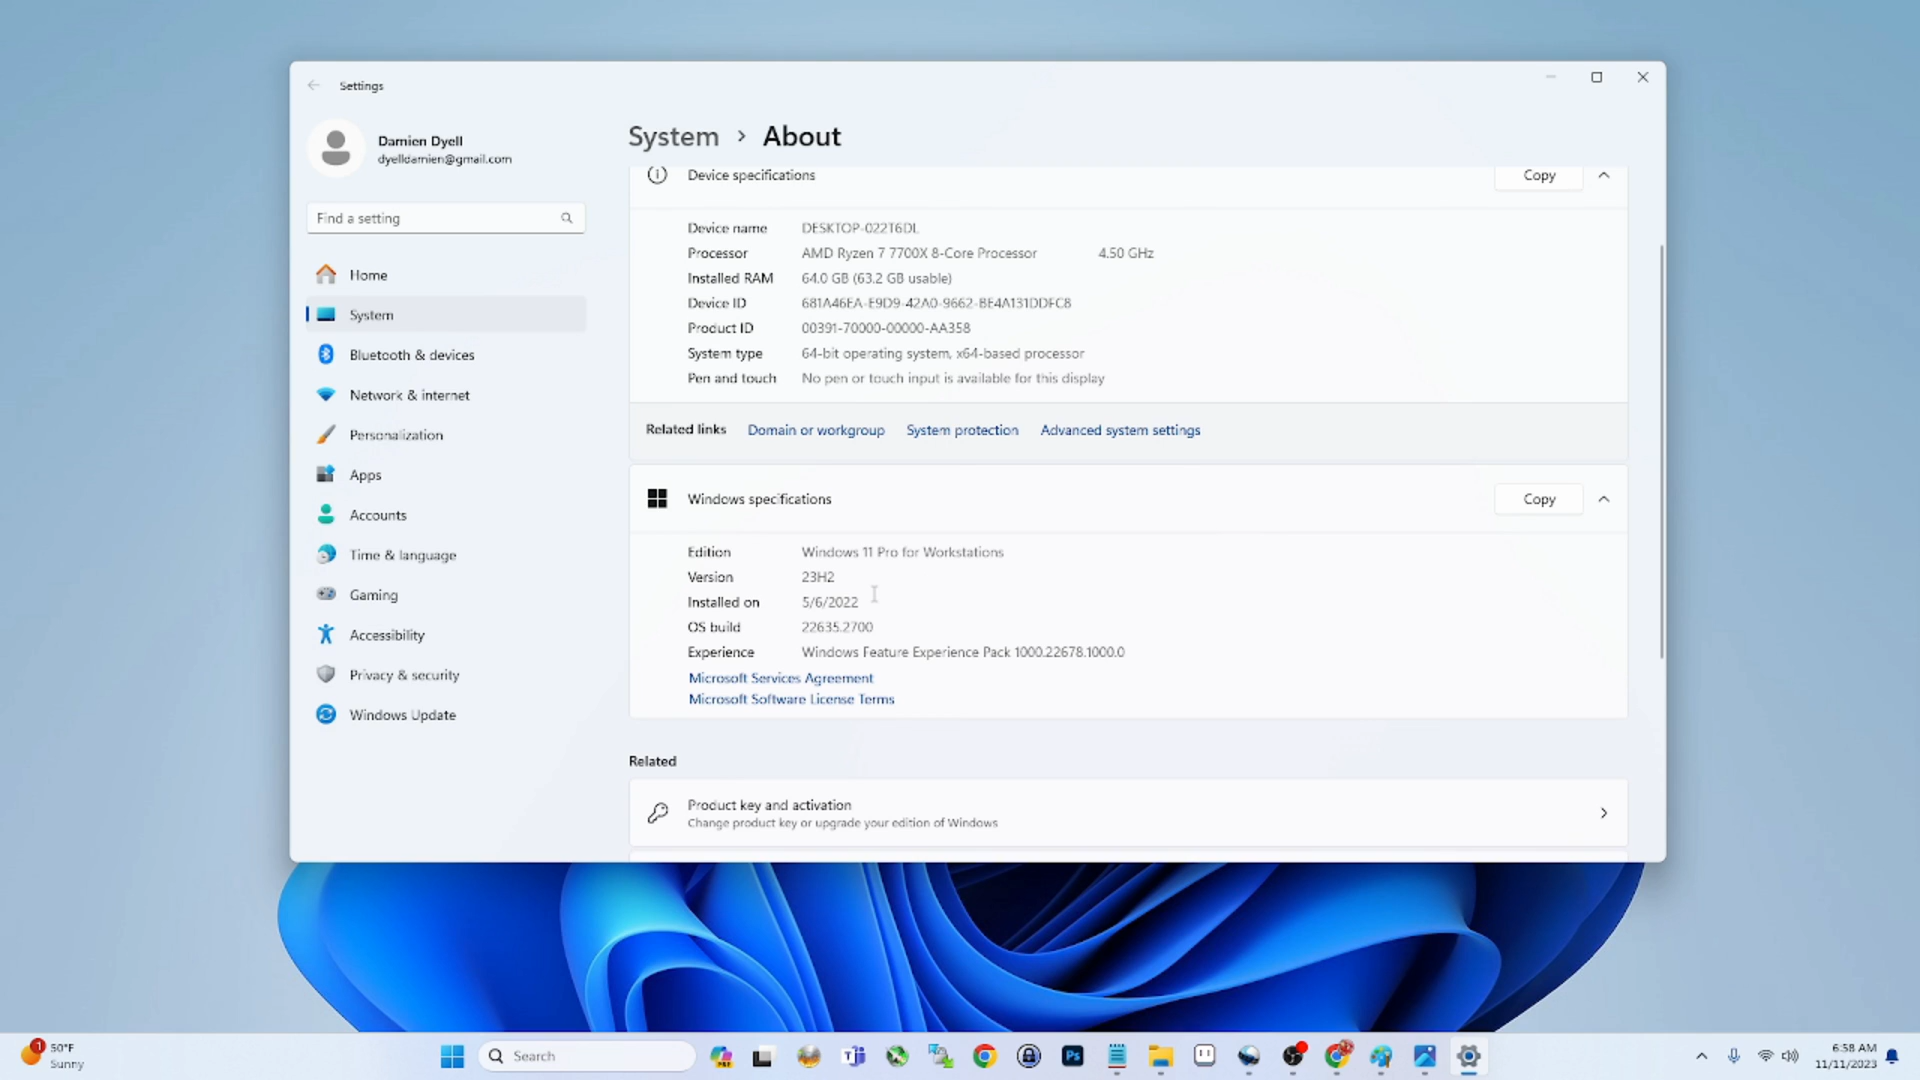 Settings
Damien Dyell
dyelldamien@gmail.com
Find a setting
Home
System
Bluetooth & devices
Network & internet
Personalization
Apps
Accounts
Time & language
Gaming
Accessibility
Privacy & security
Windows Update
System > About
Device specifications Copy
Device name DESKTOP-022T6DL
Processor AMD Ryzen 7 7700X 8-Core Processor 4.50 GHz
Installed RAM 64.0 GB (63.2 GB usable)
Device ID 681A46EA-E9D9-42A0-9662-BE4A131DDFC8
Product ID 00391-70000-00000-AA358
System type 64-bit operating system, x64-based processor
Pen and touch No pen or touch input is available for this display
Related links Domain or workgroup System protection Advanced system settings
Windows specifications Copy
Edition Windows 11 Pro for Workstations
Version 23H2
Installed on 5/6/2022
OS build 22635.2700
Experience Windows Feature Experience Pack 1000.22678.1000.0
Microsoft Services Agreement
Microsoft Software License Terms
Related
Product key and activation
Change product key or upgrade your edition of Windows
1
50°F
Sunny
Search
Ps
6:58 AM
11/11/2023